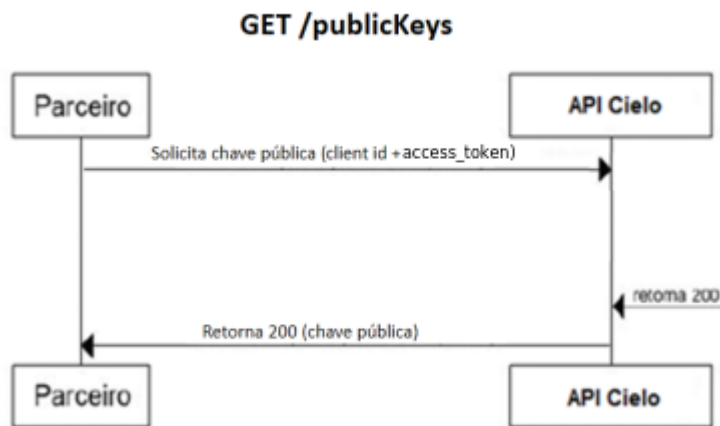 GET /publicKeys
Parceiro
API Cielo
Solicita chave pública (client id +access_token)
retorna 200
Retorna 200 (chave pública)
Parceiro
API Cielo